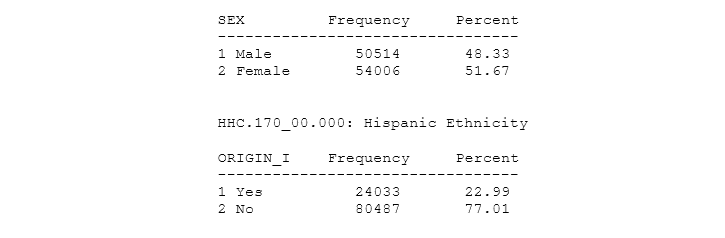 SEX Frequency Percent
---------------------------------
1 Male 50514 48.33
2 Female 54006 51.67
HHC.170_00.000: Hispanic Ethnicity
ORIGIN_I Frequency Percent
---------------------------------
1 Yes 24033 22.99
2 No 80487 77.01